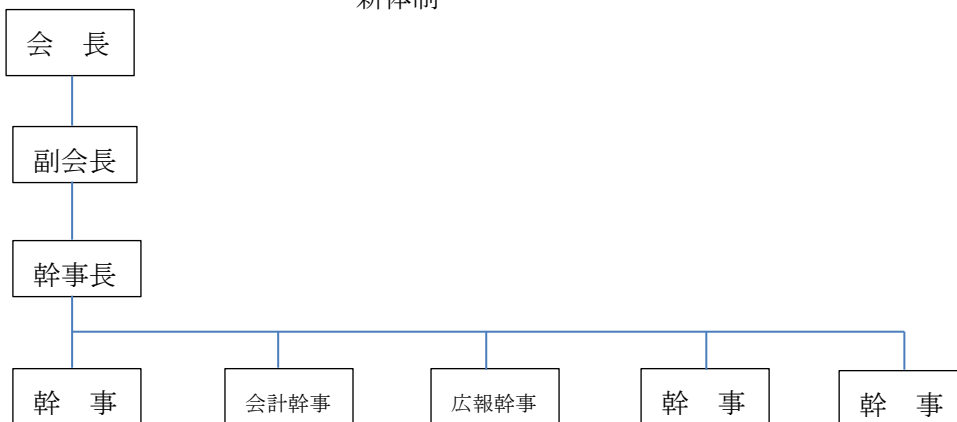 新体制
会　長
副会長
幹事長
幹　事
会計幹事
広報幹事
幹　事
幹　事